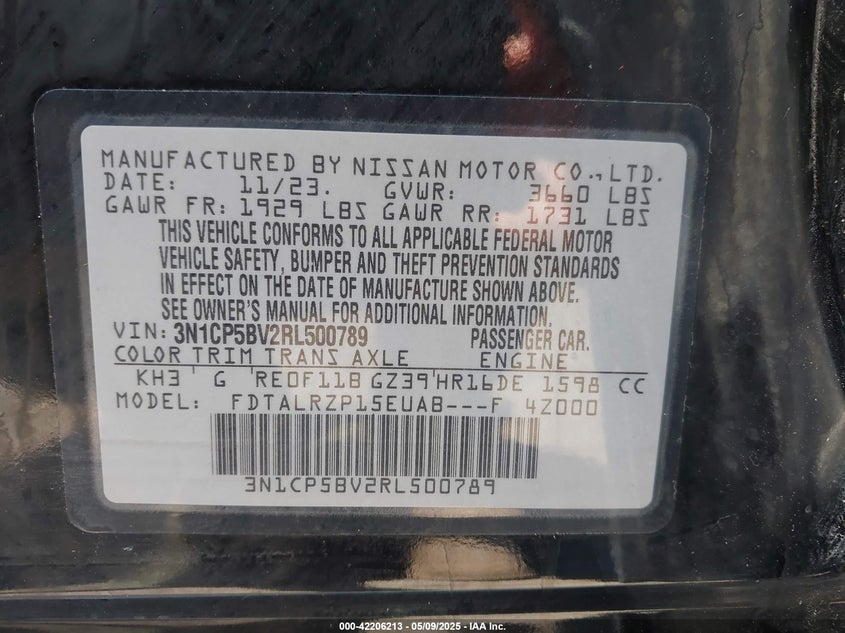 MANUFACTURED BY NISSAN MOTOR CO., LTD.
DATE: 11/23. GVWR: 3660 LBS
GAWR FR: 1929 LBS GAWR RR: 1731 LBS
THIS VEHICLE CONFORMS TO ALL APPLICABLE FEDERAL MOTOR
VEHICLE SAFETY, BUMPER AND THEFT PREVENTION STANDARDS
IN EFFECT ON THE DATE OF MANUFACTURE SHOWN ABOVE.
SEE OWNER'S MANUAL FOR ADDITIONAL INFORMATION.
VIN: 3N1CP5BV2RL500789 PASSENGER CAR.
COLOR TRIM TRANS AXLE ENGINE
KH3 G RE0F11B GZ39 HR16DE 1598 CC
MODEL: FDTALRZP15EUAB---F 4Z000
3N1CP5BV2RL500789
000-42206213 - 05/09/2025 - IAA Inc.